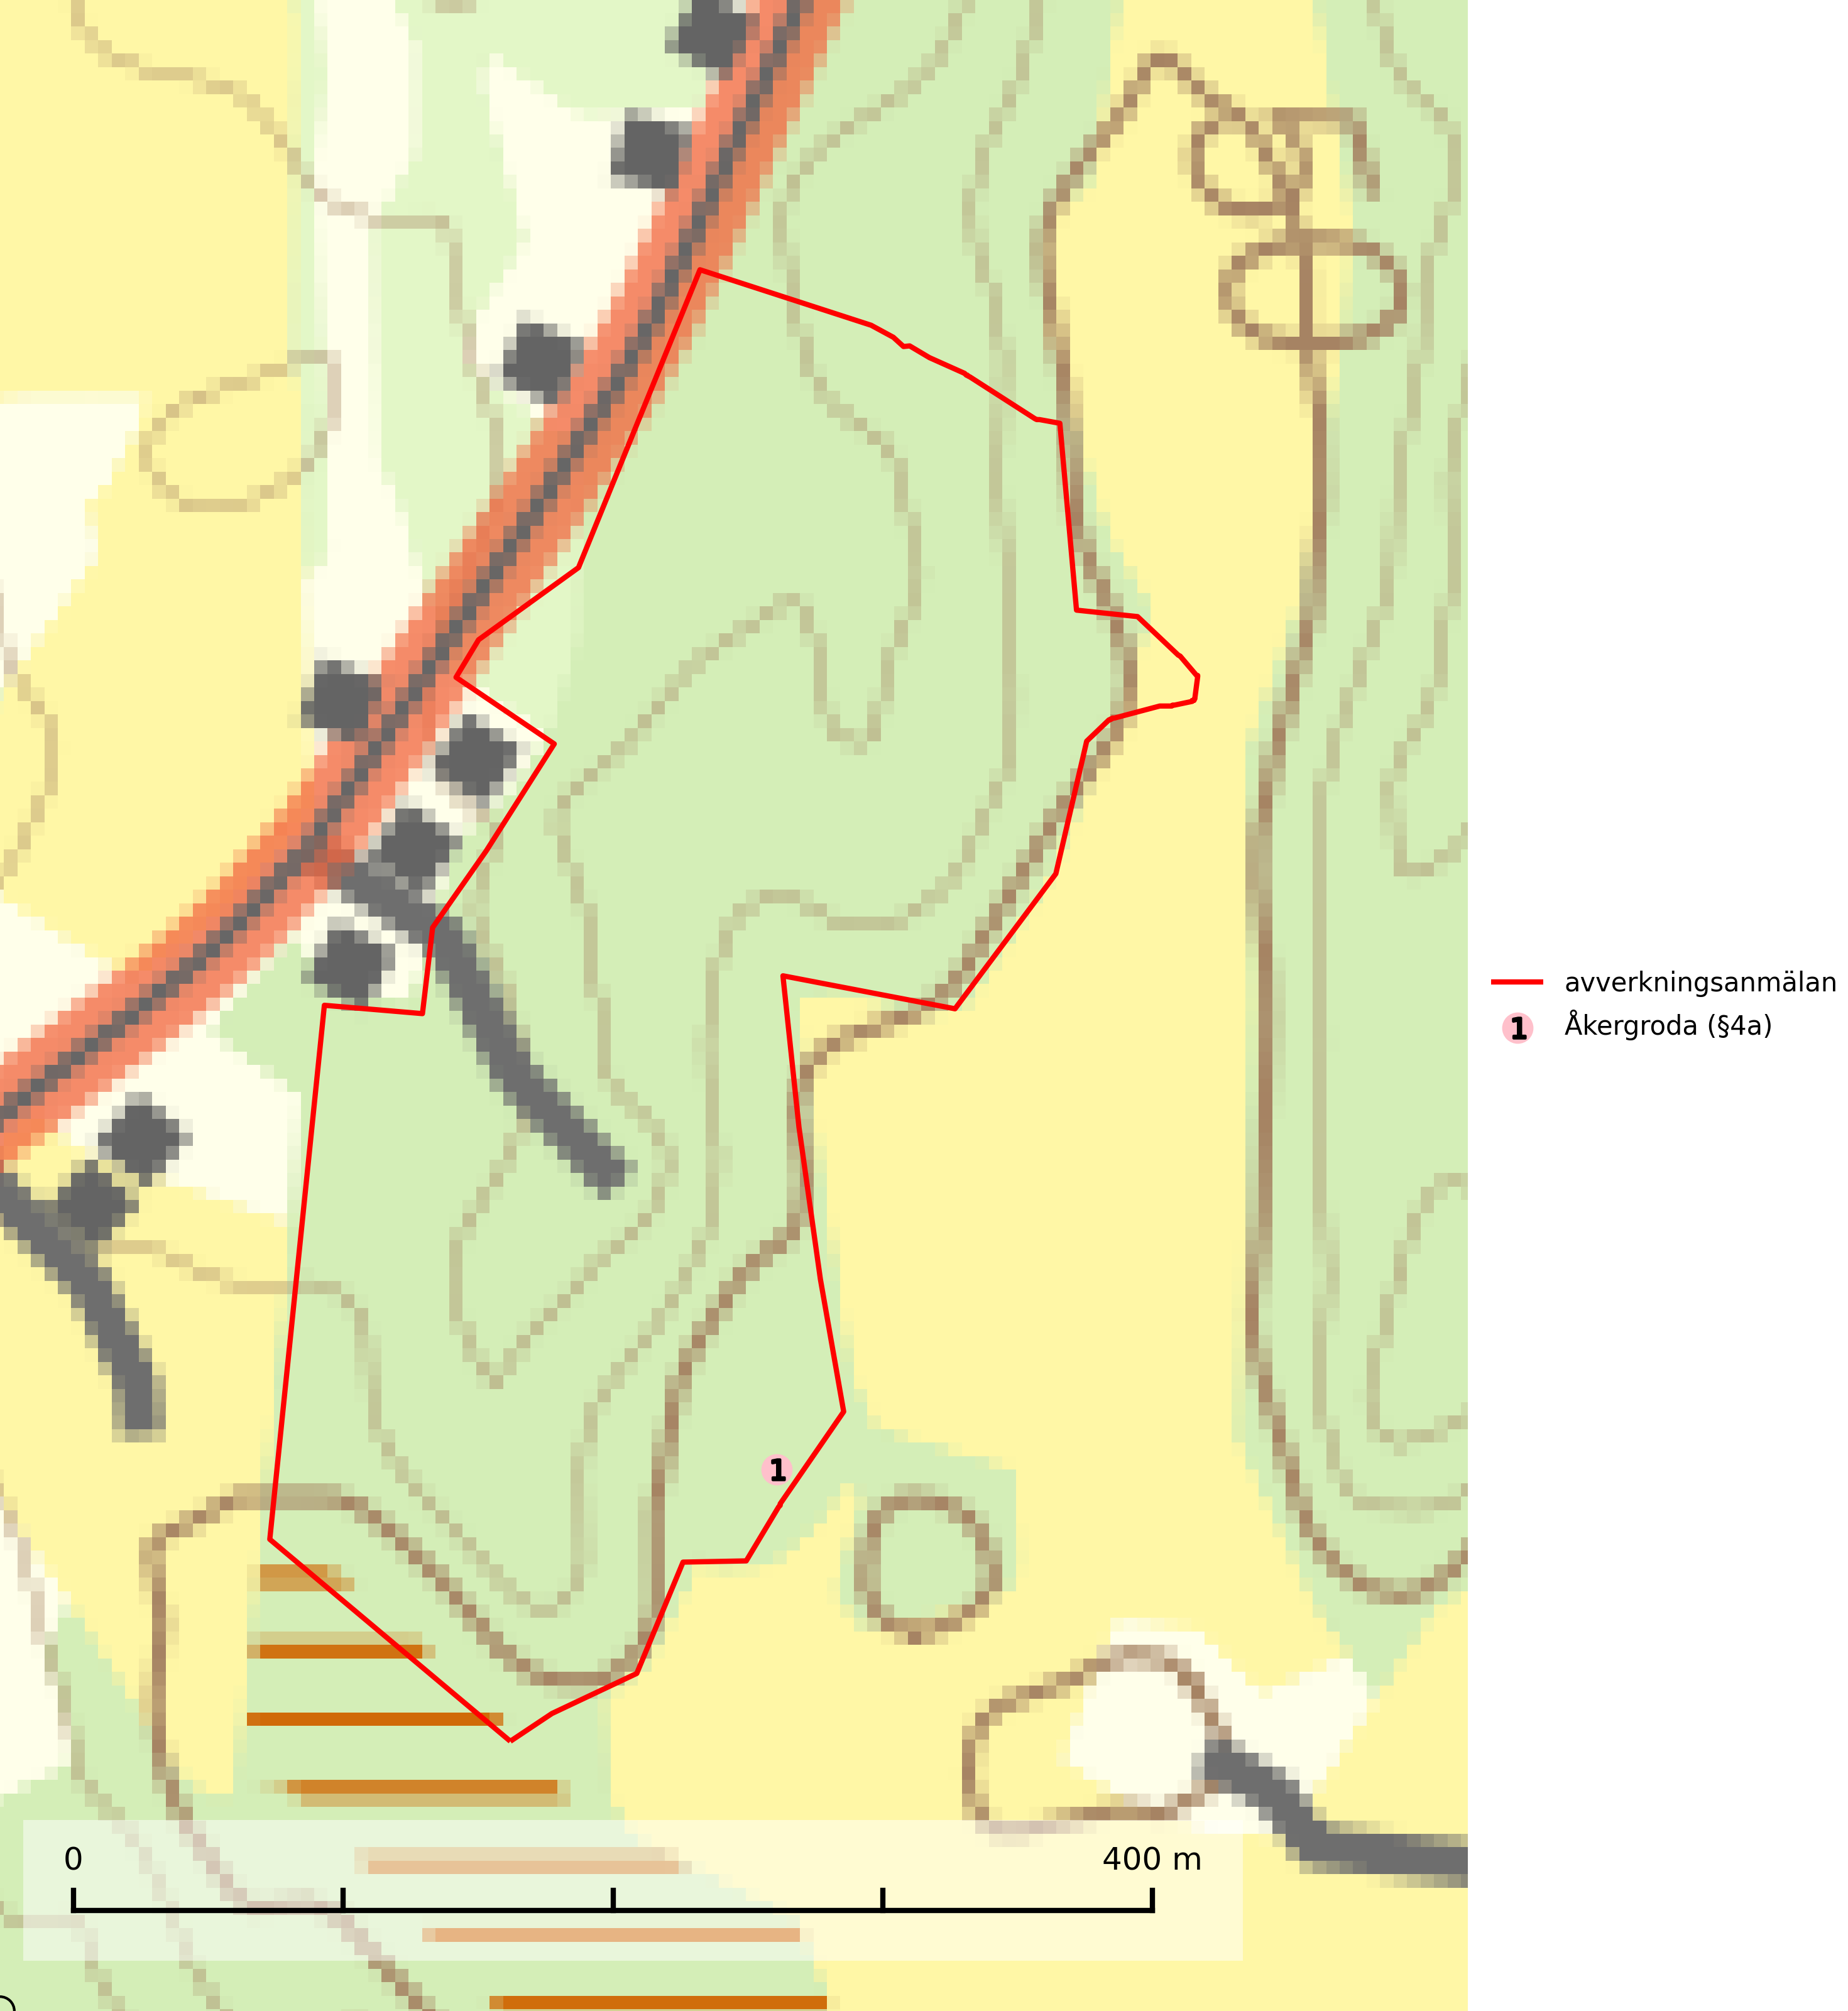 avverkningsanmälan
1 Åkergroda (§4a)
1
0 400 m